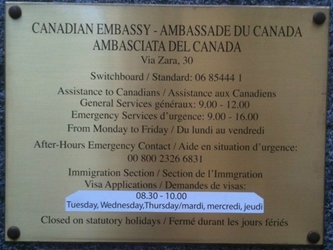 CANADIAN EMBASSY - AMBASSADE DU CANADA
AMBASCIATA DEL CANADA
Via Zara, 30
Switchboard / Standard: 06 85444 1
Assistance to Canadians / Assistance aux Canadiens
General Services généraux: 9.00 - 12.00
Emergency Services d'urgence: 9.00 - 16.00
From Monday to Friday / Du lundi au vendredi
After-Hours Emergency Contact / Aide en situation d'urgence:
00 800 2326 6831
Immigration Section / Section de l'Immigration
Visa Applications / Demandes de visas:
08.30 - 10.00
Tuesday, Wednesday,Thursday/mardi, mercredi, jeudi
Closed on statutory holidays / Fermé durant les jours fériés